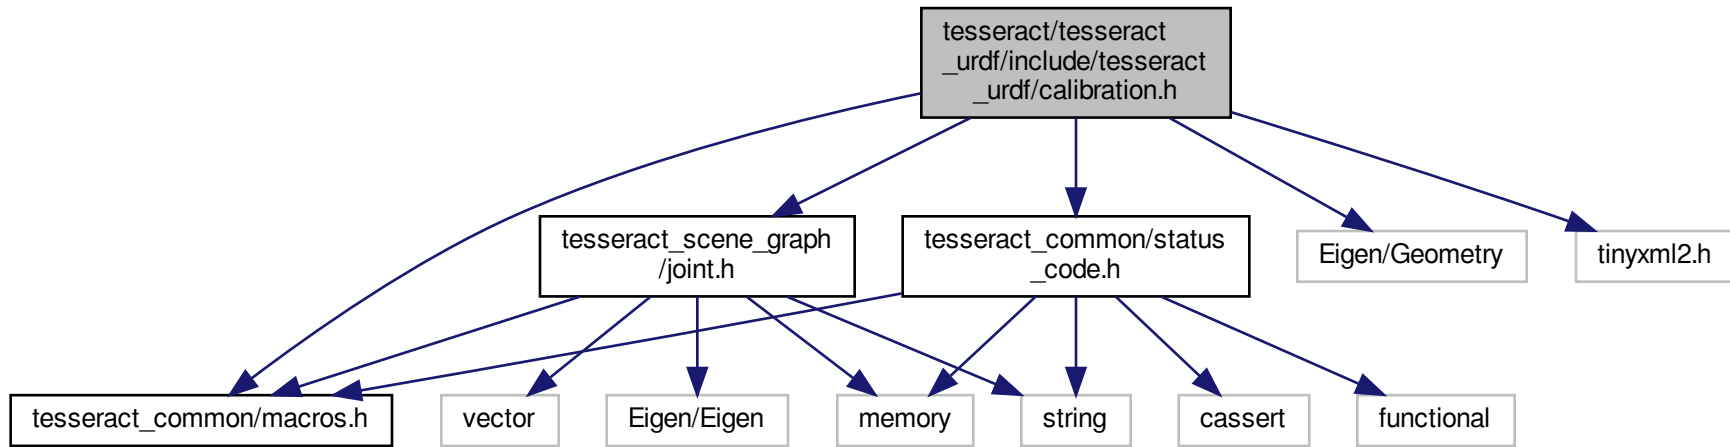 tesseract/tesseract
_urdf/include/tesseract
_urdf/calibration.h
tesseract_scene_graph
/joint.h
tesseract_common/status
_code.h
Eigen/Geometry
tinyxml2.h
tesseract_common/macros.h
vector
Eigen/Eigen
memory
string
cassert
functional